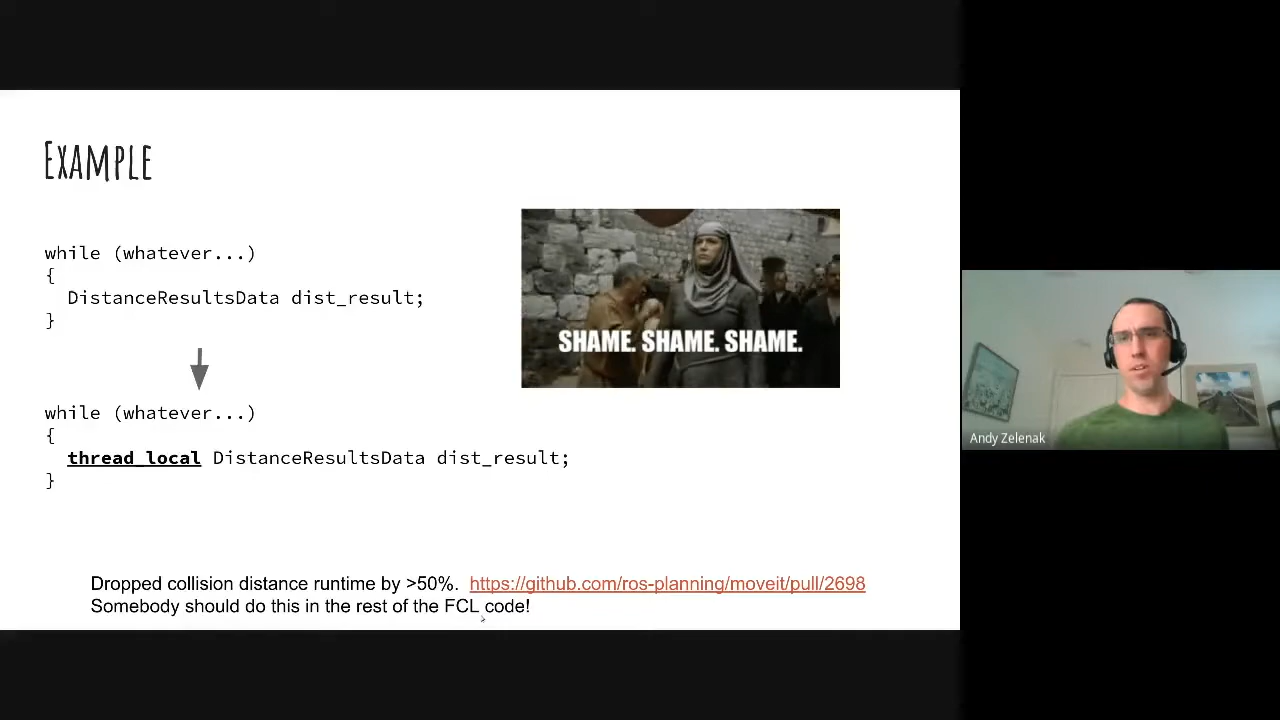 Example
while (whatever...)
{
DistanceResultsData dist_result;
}
while (whatever...)
{
thread_local DistanceResultsData dist_result;
}
SHAME. SHAME. SHAME.
Dropped collision distance runtime by >50%. https://github.com/ros-planning/moveit/pull/2698
Somebody should do this in the rest of the FCL code!
Andy Zelenak